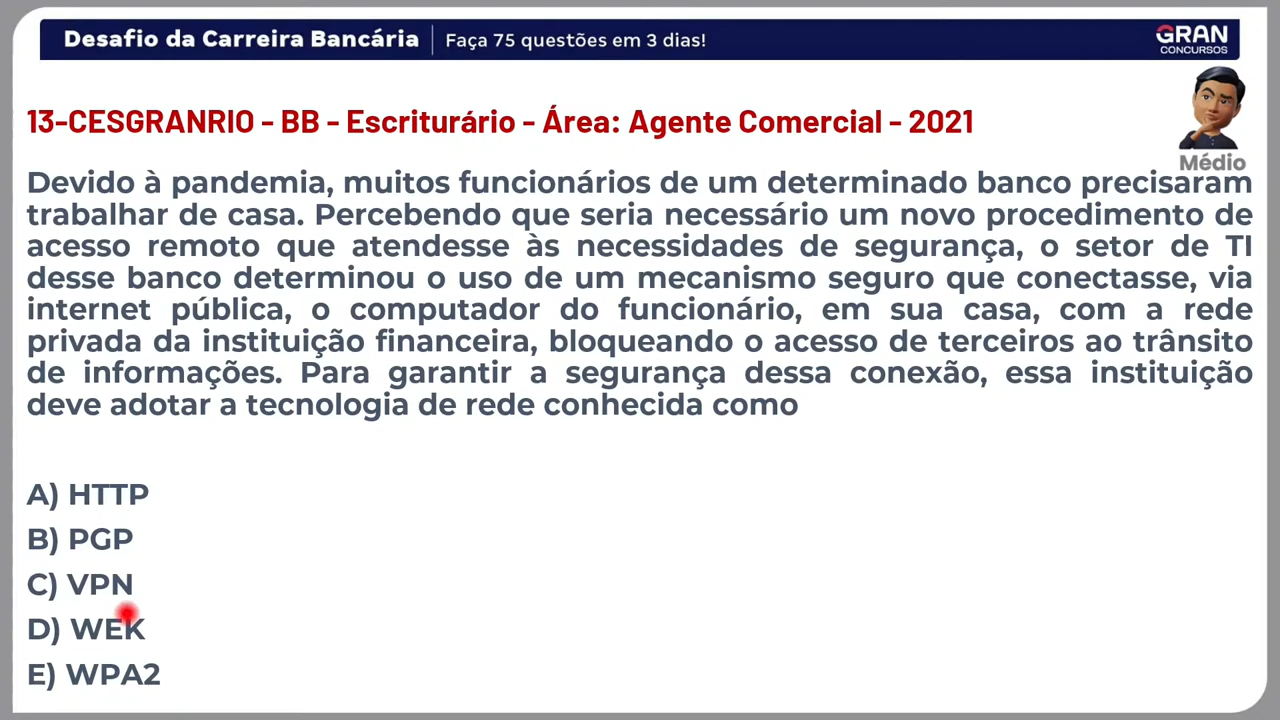 Desafio da Carreira Bancária | Faça 75 questões em 3 dias!
GRAN
CONCURSOS
13-CESGRANRIO - BB - Escriturário - Área: Agente Comercial - 2021
Médio
Devido à pandemia, muitos funcionários de um determinado banco precisaram
trabalhar de casa. Percebendo que seria necessário um novo procedimento de
acesso remoto que atendesse às necessidades de segurança, o setor de TI
desse banco determinou o uso de um mecanismo seguro que conectasse, via
internet pública, o computador do funcionário, em sua casa, com a rede
privada da instituição financeira, bloqueando o acesso de terceiros ao trânsito
de informações. Para garantir a segurança dessa conexão, essa instituição
deve adotar a tecnologia de rede conhecida como
A) HTTP
B) PGP
C) VPN
D) WEK
E) WPA2